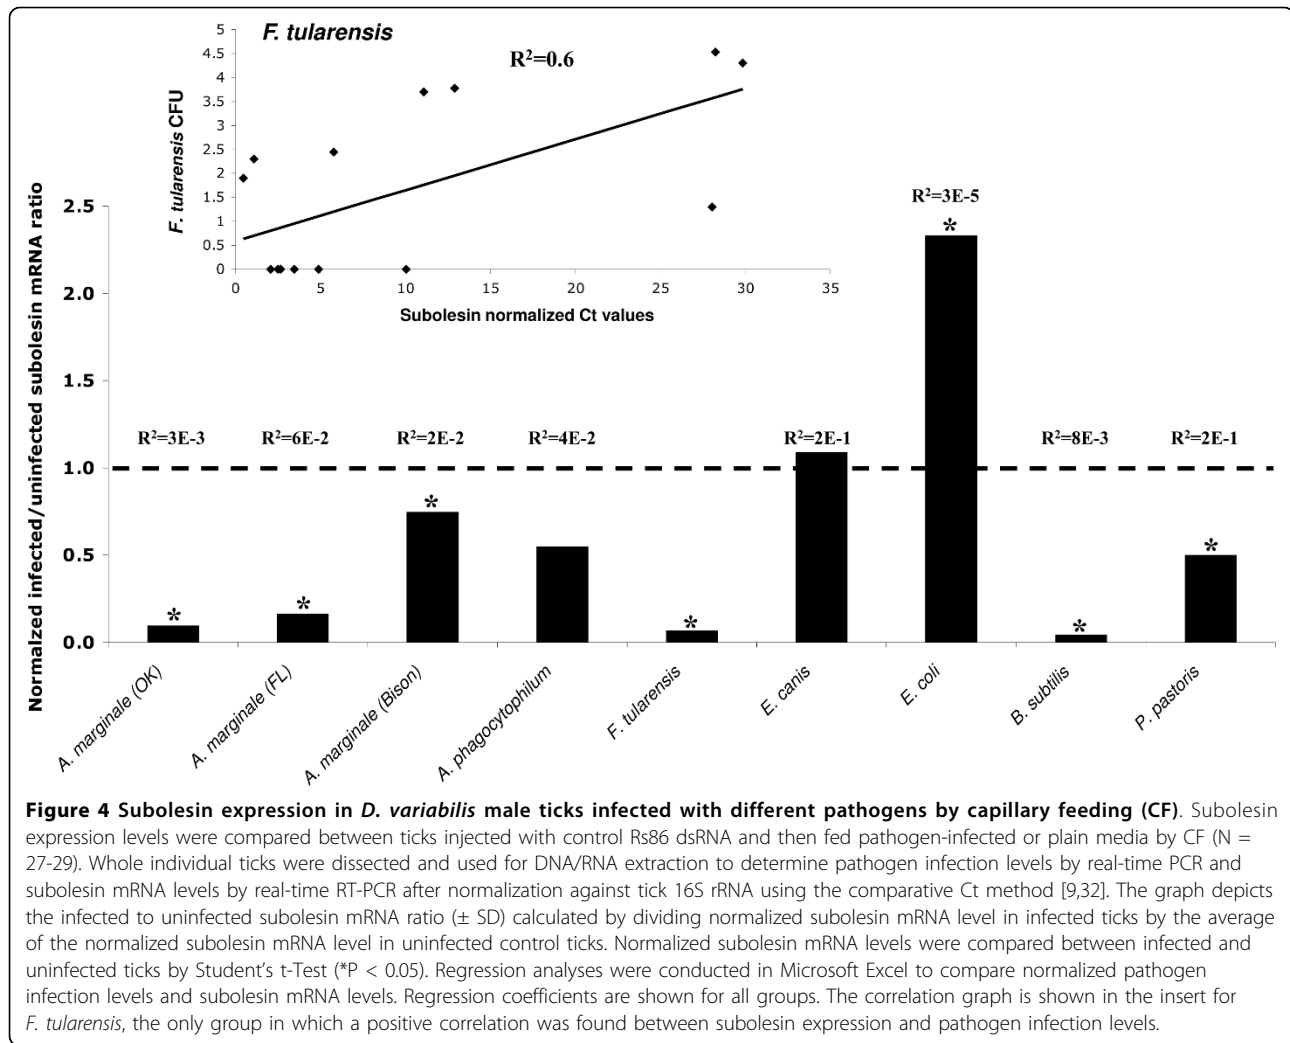 F. tularensis
R²=0.6
F. tularensis CFU
5
4.5
4
3.5
3
2.5
2
1.5
1
0.5
0
0 5 10 15 20 25 30 35
Subolesin normalized Ct values
Normalzed infected/uninfected subolesin mRNA ratio
2.5
2.0
1.5
1.0
0.5
0.0
R²=3E-3 R²=6E-2 R²=2E-2 R²=4E-2 R²=2E-1 R²=3E-5 R²=8E-3 R²=2E-1
* * * * * * *
A. marginale (OK)
A. marginale (FL)
A. marginale (Bison)
A. phagocytophilum
F. tularensis
E. canis
E. coli
B. subtilis
P. pastoris
Figure 4 Subolesin expression in D. variabilis male ticks infected with different pathogens by capillary feeding (CF). Subolesin
expression levels were compared between ticks injected with control Rs86 dsRNA and then fed pathogen-infected or plain media by CF (N =
27-29). Whole individual ticks were dissected and used for DNA/RNA extraction to determine pathogen infection levels by real-time PCR and
subolesin mRNA levels by real-time RT-PCR after normalization against tick 16S rRNA using the comparative Ct method [9,32]. The graph depicts
the infected to uninfected subolesin mRNA ratio (± SD) calculated by dividing normalized subolesin mRNA level in infected ticks by the average
of the normalized subolesin mRNA level in uninfected control ticks. Normalized subolesin mRNA levels were compared between infected and
uninfected ticks by Student's t-Test (*P < 0.05). Regression analyses were conducted in Microsoft Excel to compare normalized pathogen
infection levels and subolesin mRNA levels. Regression coefficients are shown for all groups. The correlation graph is shown in the insert for
F. tularensis, the only group in which a positive correlation was found between subolesin expression and pathogen infection levels.